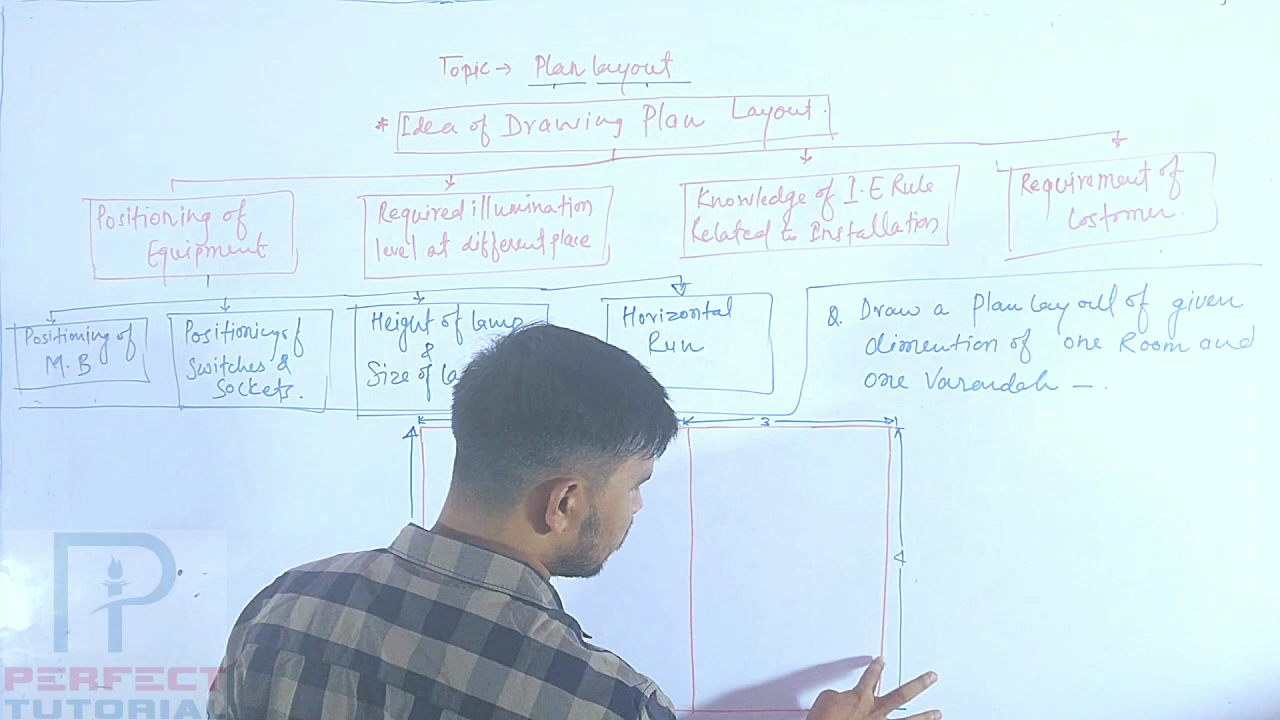 Topic → Plan layout
* Idea of Drawing Plan Layout.
Positioning of
Equipment
Required illumination
level at different place
Knowledge of I.E Rule
Related to Installation
Requirement of
Costomer.
Positioning of
M.B
Positioning of
Switches &
Sockets.
Height of lamp
&
Size of
Horizontal
Run
Q. Draw a Plan layout of given
dimention of one Room and
one Varandah —.
3
4
PERFECT
TUTORIAL